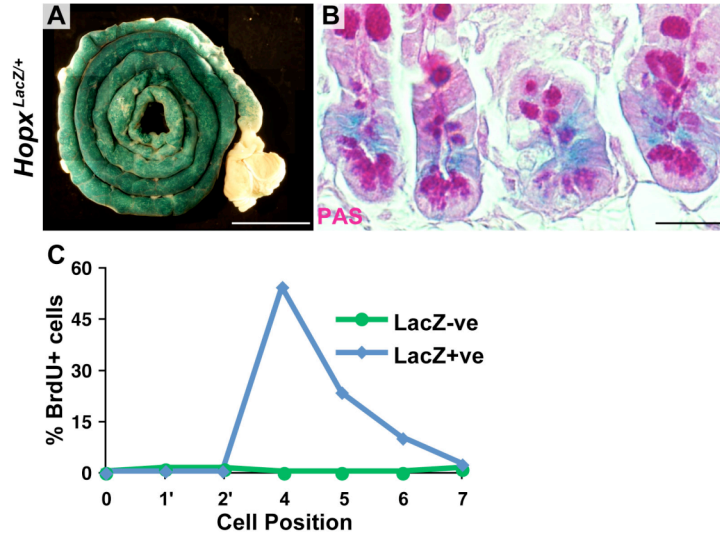 A
B
Hopx LacZ/+
PAS
C
60
45
30
15
0
% BrdU+ cells
LacZ-ve
LacZ+ve
0 1' 2' 4 5 6 7
Cell Position